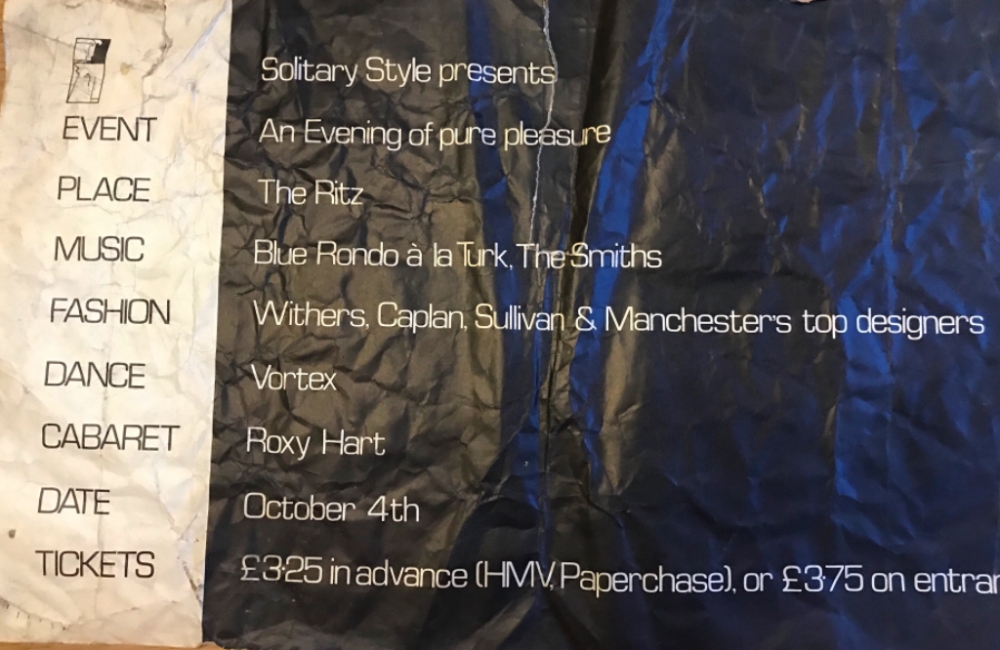 Solitary Style presents
EVENT An Evening of pure pleasure
PLACE The Ritz
MUSIC Blue Rondo à la Turk, The Smiths
FASHION Withers, Caplan, Sullivan & Manchester's top designers
DANCE Vortex
CABARET Roxy Hart
DATE October 4th
TICKETS £3·25 in advance (HMV, Paperchase), or £3·75 on entran